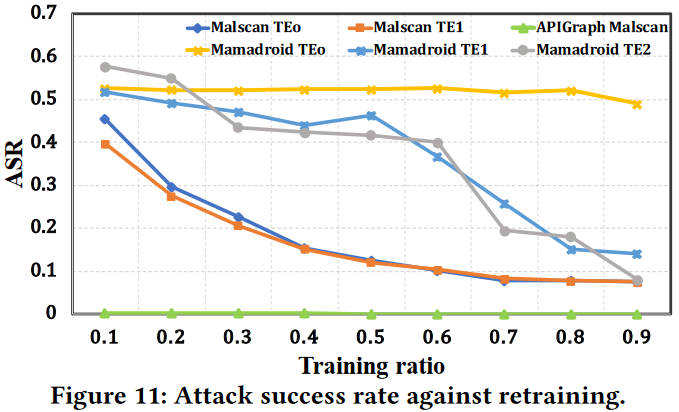 0.7
Malscan TEo
Malscan TE1
APIGraph Malscan
Mamadroid TEo
Mamadroid TE1
Mamadroid TE2
0.6
0.5
0.4
0.3
0.2
0.1
0
ASR
0.1 0.2 0.3 0.4 0.5 0.6 0.7 0.8 0.9
Training ratio
Figure 11: Attack success rate against retraining.